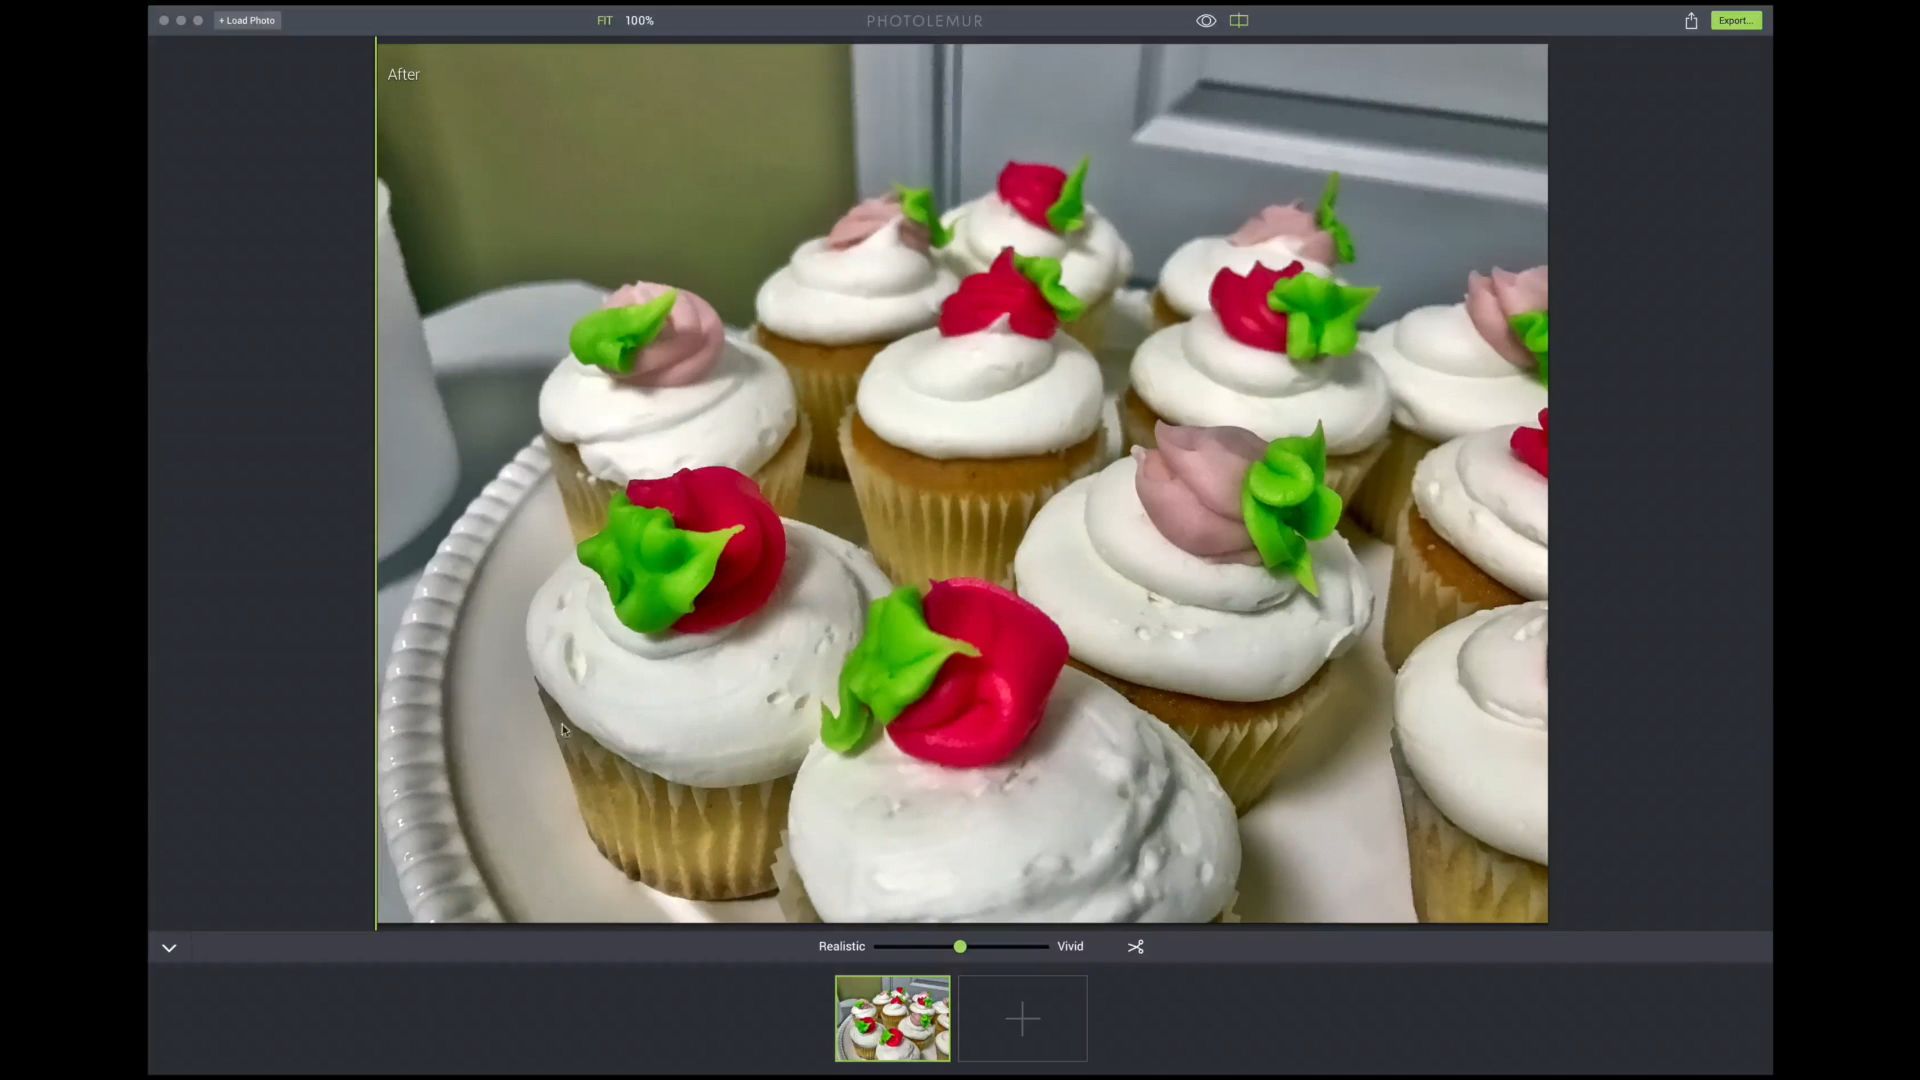 + Load Photo
FIT 100%
PHOTOLEMUR
Export...
After
Realistic
Vivid